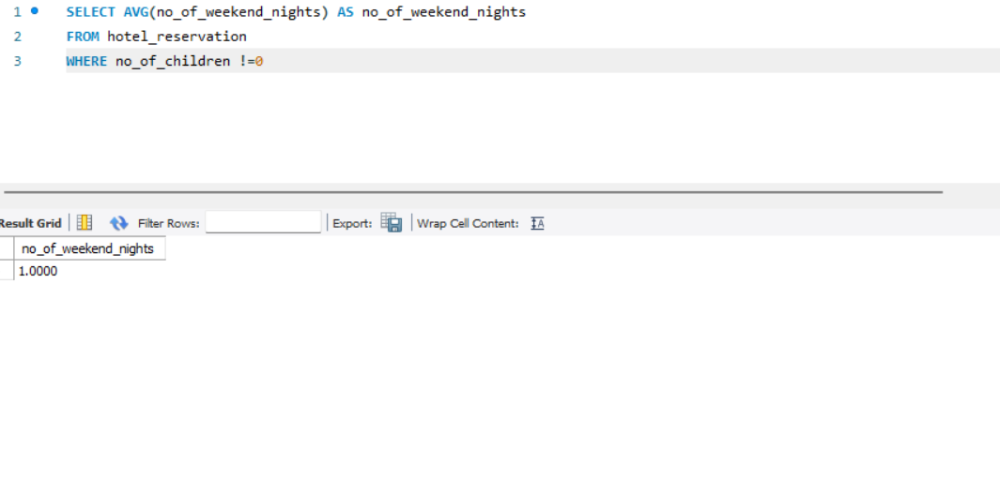 1 SELECT AVG(no_of_weekend_nights) AS no_of_weekend_nights
2 FROM hotel_reservation
3 WHERE no_of_children !=0
Result Grid Filter Rows: Export: Wrap Cell Content: IA
no_of_weekend_nights
1.0000